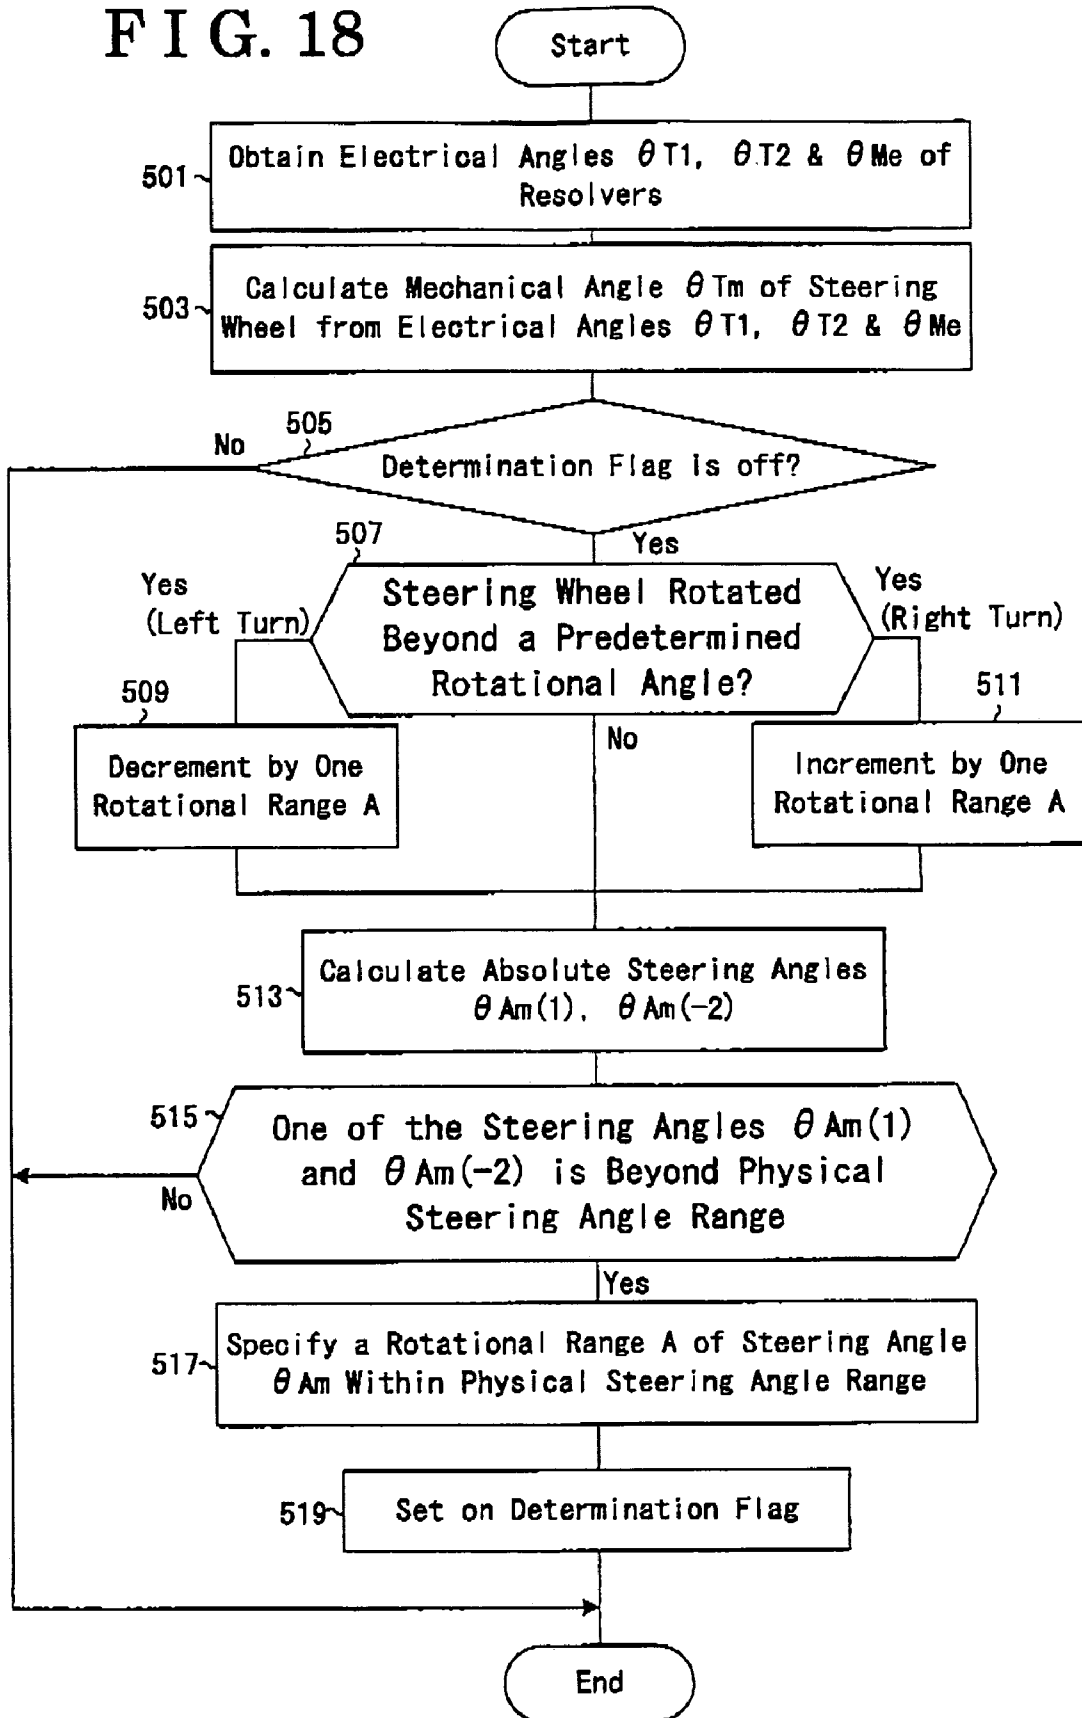 FIG. 18
Start
501
Obtain Electrical Angles θT1, θT2 & θMe of
Resolvers
503
Calculate Mechanical Angle θTm of Steering
Wheel from Electrical Angles θT1, θT2 & θMe
505
No
Determination Flag is off?
Yes
507
Yes
(Left Turn)
Steering Wheel Rotated
Beyond a Predetermined
Rotational Angle?
Yes
(Right Turn)
No
509
Decrement by One
Rotational Range A
511
Increment by One
Rotational Range A
513
Calculate Absolute Steering Angles
θAm(1), θAm(-2)
515
One of the Steering Angles θAm(1)
and θAm(-2) is Beyond Physical
Steering Angle Range
No
Yes
517
Specify a Rotational Range A of Steering Angle
θAm Within Physical Steering Angle Range
519
Set on Determination Flag
End